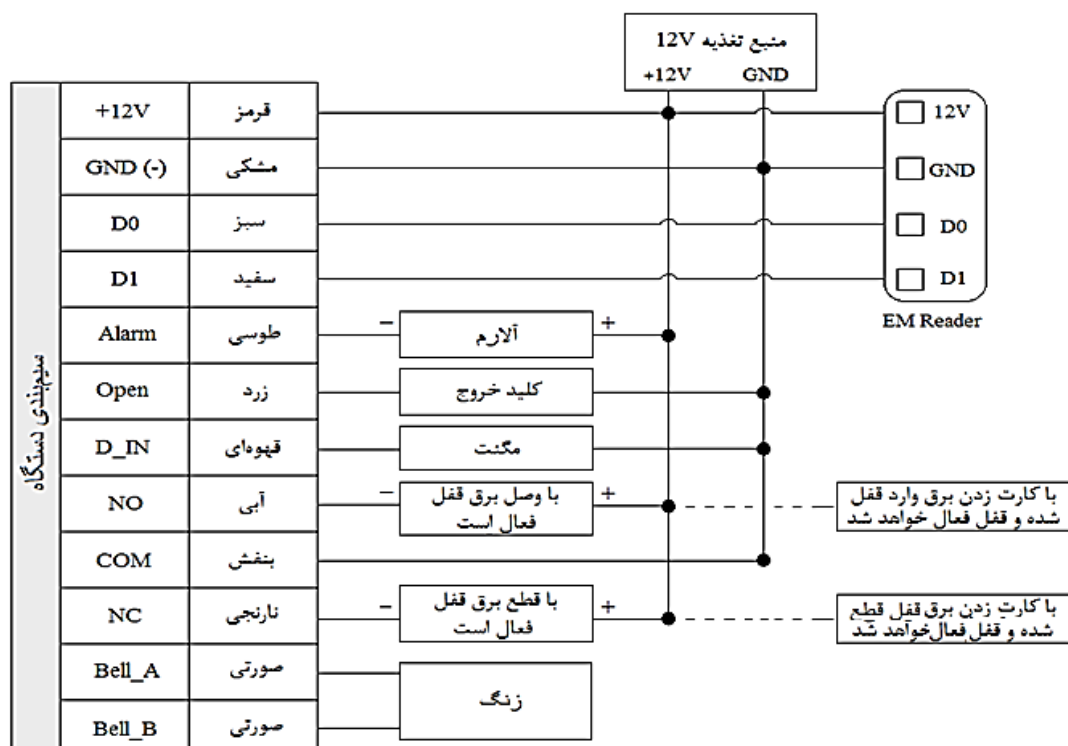 منبع تغذیه 12V
+12V GND
سیم‌بندی دستگاه
+12V قرمز
GND (-) مشکی
D0 سبز
D1 سفید
Alarm طوسی
Open زرد
D_IN قهوه‌ای
NO آبی
COM بنفش
NC نارنجی
Bell_A صورتی
Bell_B صورتی
12V
GND
D0
D1
EM Reader
− آلارم +
کلید خروج
مگنت
− با وصل برق قفل +
فعال است
با کارت زدن برق وارد قفل
شده و قفل فعال خواهد شد
− با قطع برق قفل +
فعال است
با کارت زدن برق قفل قطع
شده و قفل فعال خواهد شد
زنگ